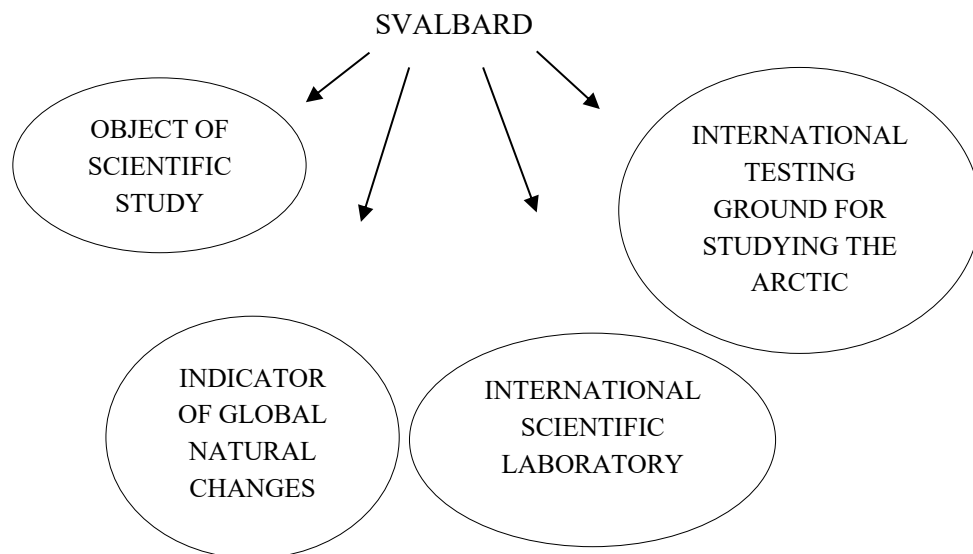 SVALBARD
OBJECT OF
SCIENTIFIC
STUDY
INTERNATIONAL
TESTING
GROUND FOR
STUDYING THE
ARCTIC
INDICATOR
OF GLOBAL
NATURAL
CHANGES
INTERNATIONAL
SCIENTIFIC
LABORATORY